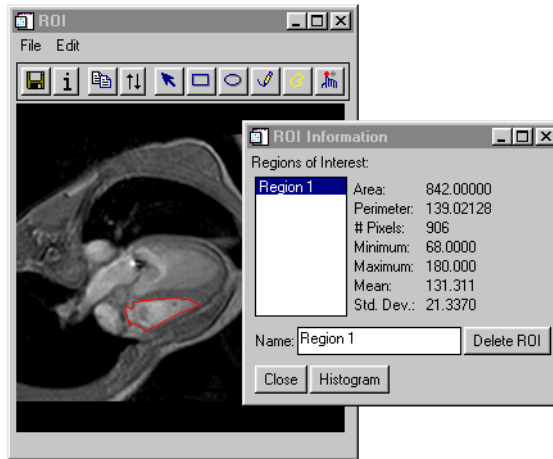 ROI
File Edit
ROI Information
Regions of Interest:
Region 1
Area: 842.00000
Perimeter: 139.02128
# Pixels: 906
Minimum: 68.0000
Maximum: 180.000
Mean: 131.311
Std. Dev.: 21.3370
Name: Region 1 Delete ROI
Close Histogram